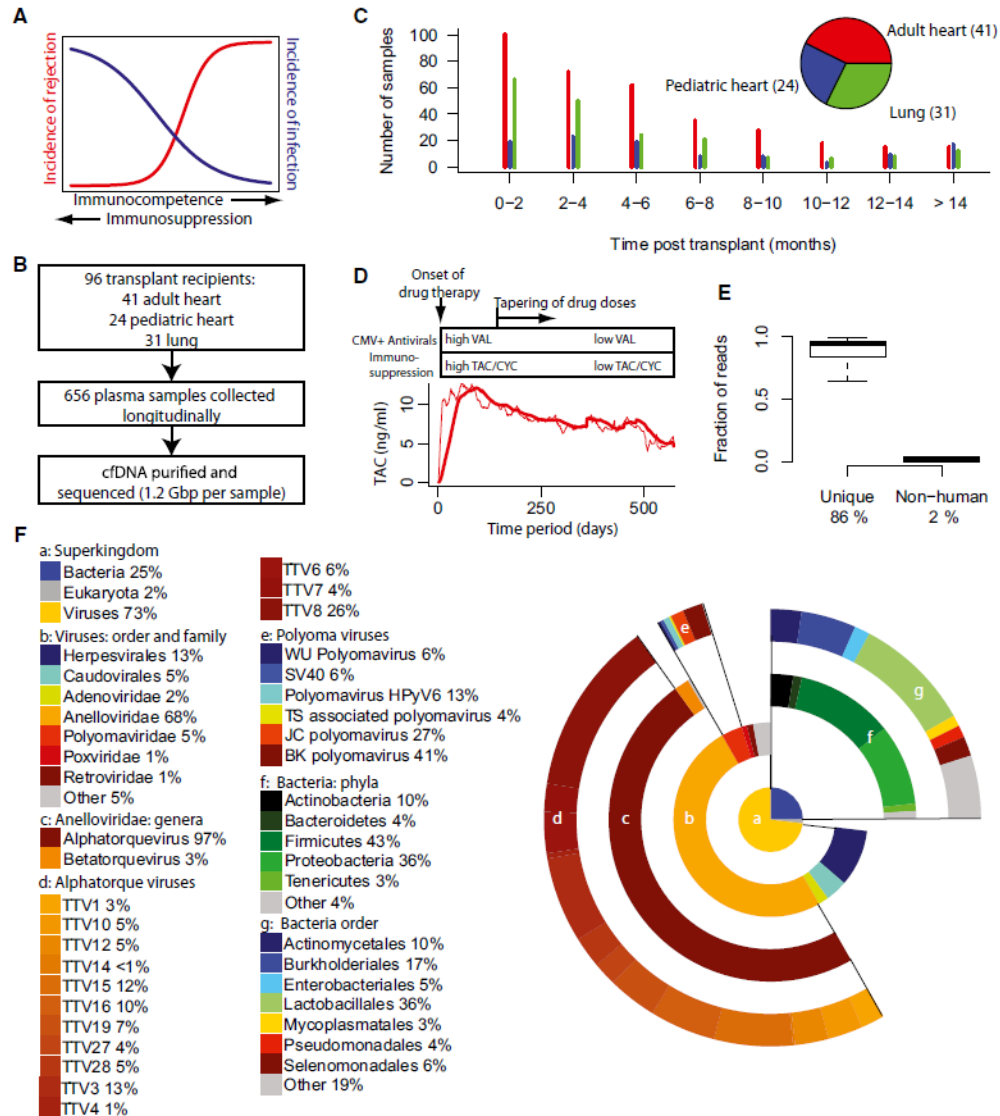 A
Incidence of rejection
Incidence of infection
Immunocompetence
Immunosuppression
B
96 transplant recipients:
41 adult heart
24 pediatric heart
31 lung
656 plasma samples collected
longitudinally
cfDNA purified and
sequenced (1.2 Gbp per sample)
C
Number of samples
100
80
60
40
20
0
0-2
2-4
4-6
6-8
8-10
10-12
12-14
> 14
Time post transplant (months)
Adult heart (41)
Pediatric heart (24)
Lung (31)
D
Onset of
drug therapy
Tapering of drug doses
CMV+ Antivirals
high VAL
low VAL
Immuno-
suppression
high TAC/CYC
low TAC/CYC
TAC (ng/ml)
10
5
0
0
250
500
Time period (days)
E
Fraction of reads
1.0
0.5
0.0
Unique
86 %
Non-human
2 %
F
a: Superkingdom
Bacteria 25%
Eukaryota 2%
Viruses 73%
b: Viruses: order and family
Herpesvirales 13%
Caudovirales 5%
Adenoviridae 2%
Anelloviridae 68%
Polyomaviridae 5%
Poxviridae 1%
Retroviridae 1%
Other 5%
c: Anelloviridae: genera
Alphatorquevirus 97%
Betatorquevirus 3%
d: Alphatorque viruses
TTV1 3%
TTV10 5%
TTV12 5%
TTV14 <1%
TTV15 12%
TTV16 10%
TTV19 7%
TTV27 4%
TTV28 5%
TTV3 13%
TTV4 1%
TTV6 6%
TTV7 4%
TTV8 26%
e: Polyoma viruses
WU Polyomavirus 6%
SV40 6%
Polyomavirus HPyV6 13%
TS associated polyomavirus 4%
JC polyomavirus 27%
BK polyomavirus 41%
f: Bacteria: phyla
Actinobacteria 10%
Bacteroidetes 4%
Firmicutes 43%
Proteobacteria 36%
Tenericutes 3%
Other 4%
g: Bacteria order
Actinomycetales 10%
Burkholderiales 17%
Enterobacteriales 5%
Lactobacillales 36%
Mycoplasmatales 3%
Pseudomonadales 4%
Selenomonadales 6%
Other 19%
e
g
f
d
c
b
a